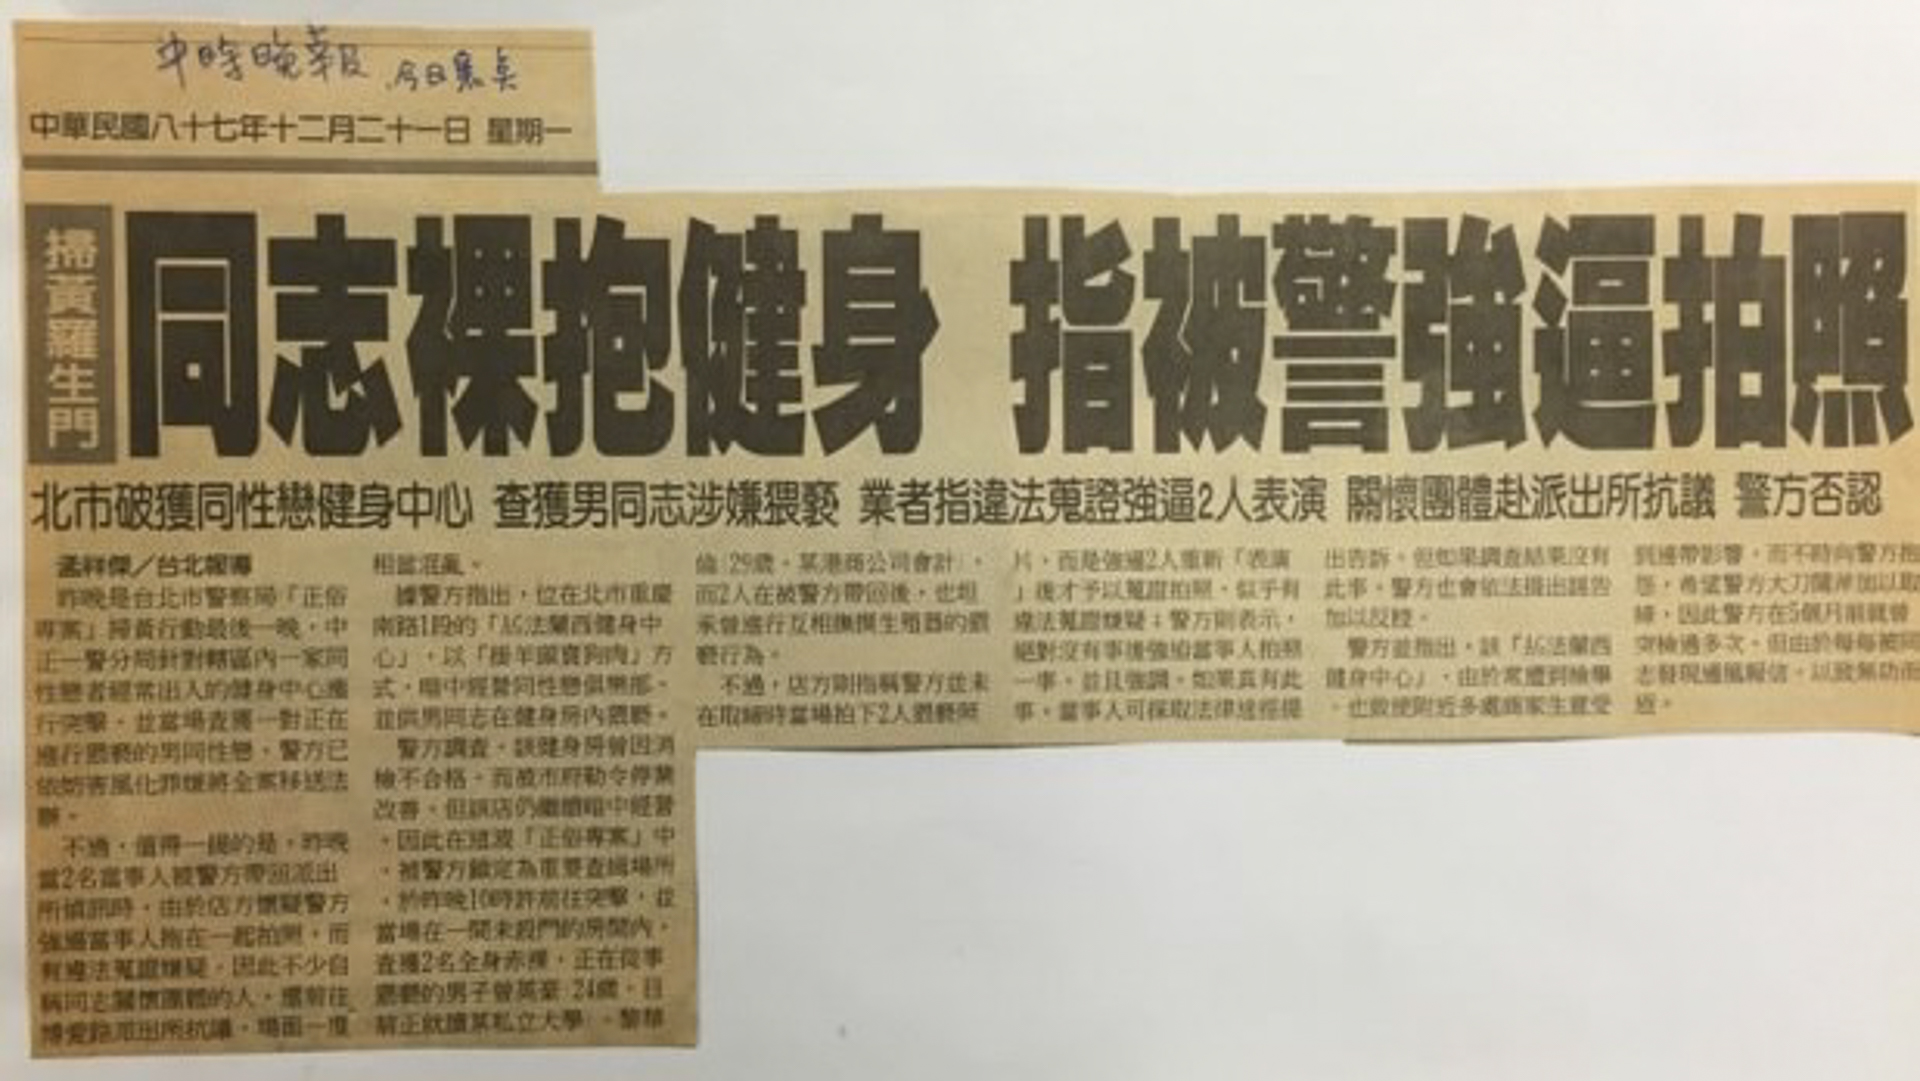 中時晚報 今日焦點
中華民國八十七年十二月二十一日 星期一
掃黃羅生門
同志裸抱健身 指被警強逼拍照
北市破獲同性戀健身中心 查獲男同志涉嫌猥褻 業者指違法蒐證強逼2人表演 關懷團體赴派出所抗議 警方否認
孟祥傑／台北報導
昨晚是台北市警察局「正俗
專案」掃黃行動最後一晚，中
正一警分局針對轄區內一家同
性戀者經常出入的健身中心進
行突擊，並當場查獲一對正在
進行猥褻的男同性戀，警方已
依妨害風化罪嫌將全案移送法
辦。
不過，值得一提的是，昨晚
當2名當事人被警方帶回派出
所偵訊時，由於店方懷疑警方
強逼當事人抱在一起拍照，而
有違法蒐證嫌疑，因此不少自
稱同志關懷團體的人，還前往
博愛路派出所抗議，場面一度
相當混亂。
據警方指出，位在北市重慶
南路1段的「AG法蘭西健身中
心」，以「掛羊頭賣狗肉」方
式，暗中經營同性戀俱樂部，
並供男同志在健身房內猥褻。
警方調查，該健身房曾因消
檢不合格，而被市府勒令停業
改善，但該店仍繼續暗中經營
，因此在這波「正俗專案」中
，被警方鎖定為重要查緝場所
，於昨晚10時許前往突擊，並
當場在一間未設門的房間內，
查獲2名全身赤裸，正在從事
猥褻的男子曾英豪（24歲，目
前正就讀某私立大學）、黎
倫（29歲，某港商公司會計），
而2人在被警方帶回後，也坦
承曾進行互相撫摸生殖器的猥
褻行為。
不過，店方則指稱警方並未
在取締時當場拍下2人猥褻照
片，而是強逼2人重新「表演
」後才予以蒐證拍照，似乎有
違法蒐證嫌疑；警方則表示，
絕對沒有事後強迫當事人拍照
一事，並且強調，如果真有此
事，當事人可採取法律途徑提
出告訴，但如果調查結果沒有
此事，警方也會依法提出誣告
加以反控。
警方並指出，該「AG法蘭西
健身中心」，由於常遭到檢舉
，也致使附近多處商家生意受
到連帶影響，而不時向警方抱
怨，希望警方大刀闊斧加以取
締，因此警方在5個月前就曾
突檢過多次，但由於每每被同
志發現通風報信，以致無功而
返。